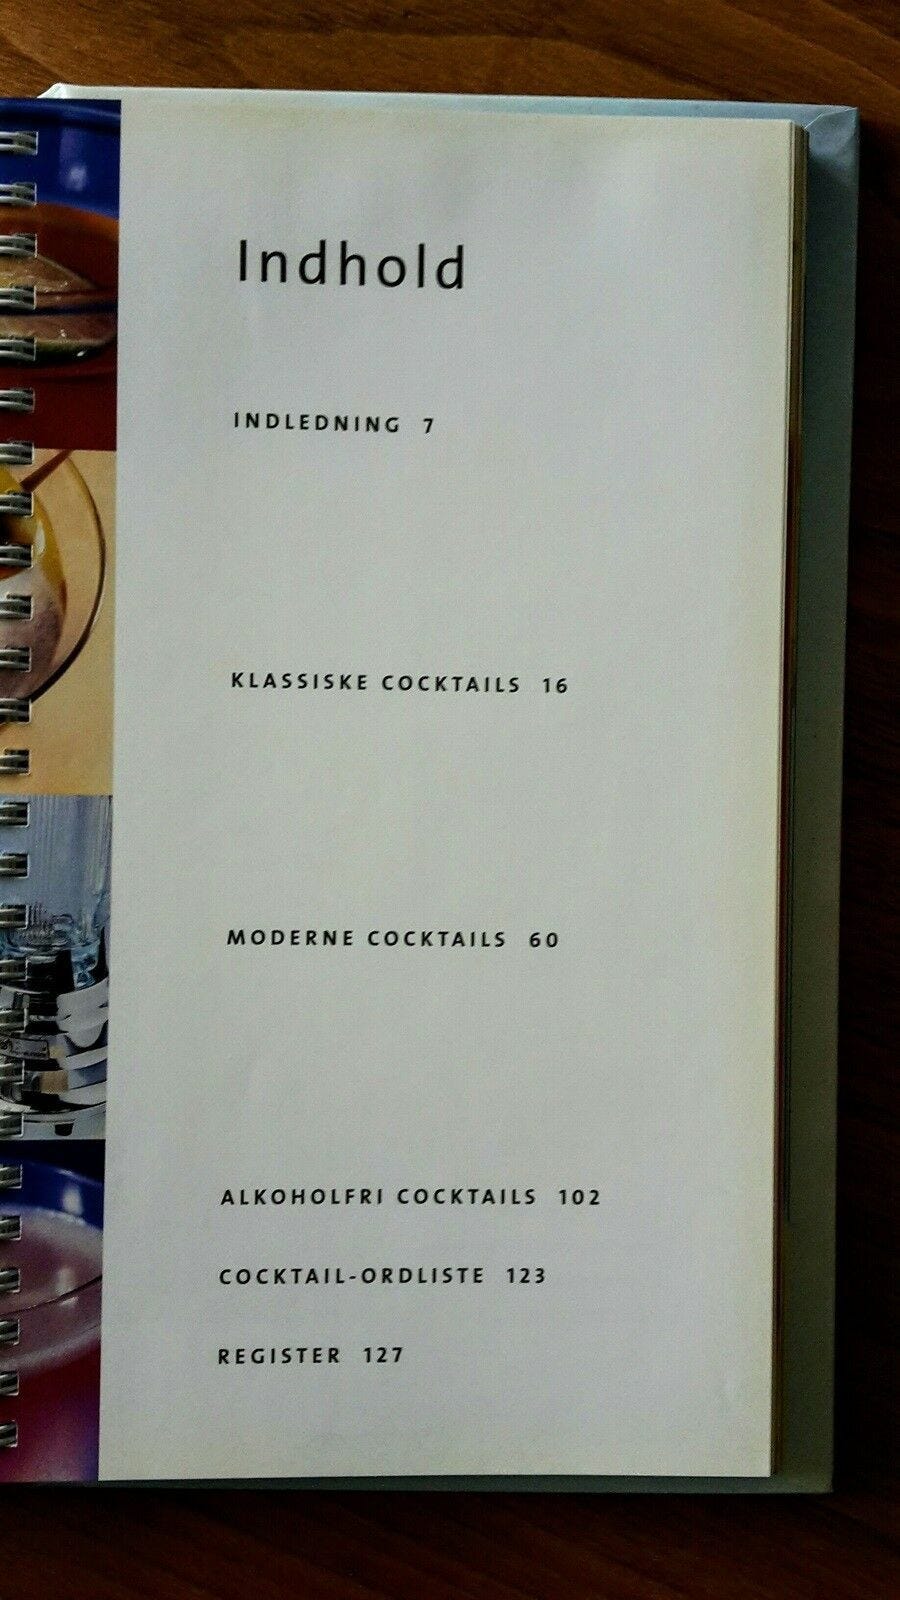 Indhold
INDLEDNING 7
KLASSISKE COCKTAILS 16
MODERNE COCKTAILS 60
ALKOHOLFRI COCKTAILS 102
COCKTAIL-ORDLISTE 123
REGISTER 127